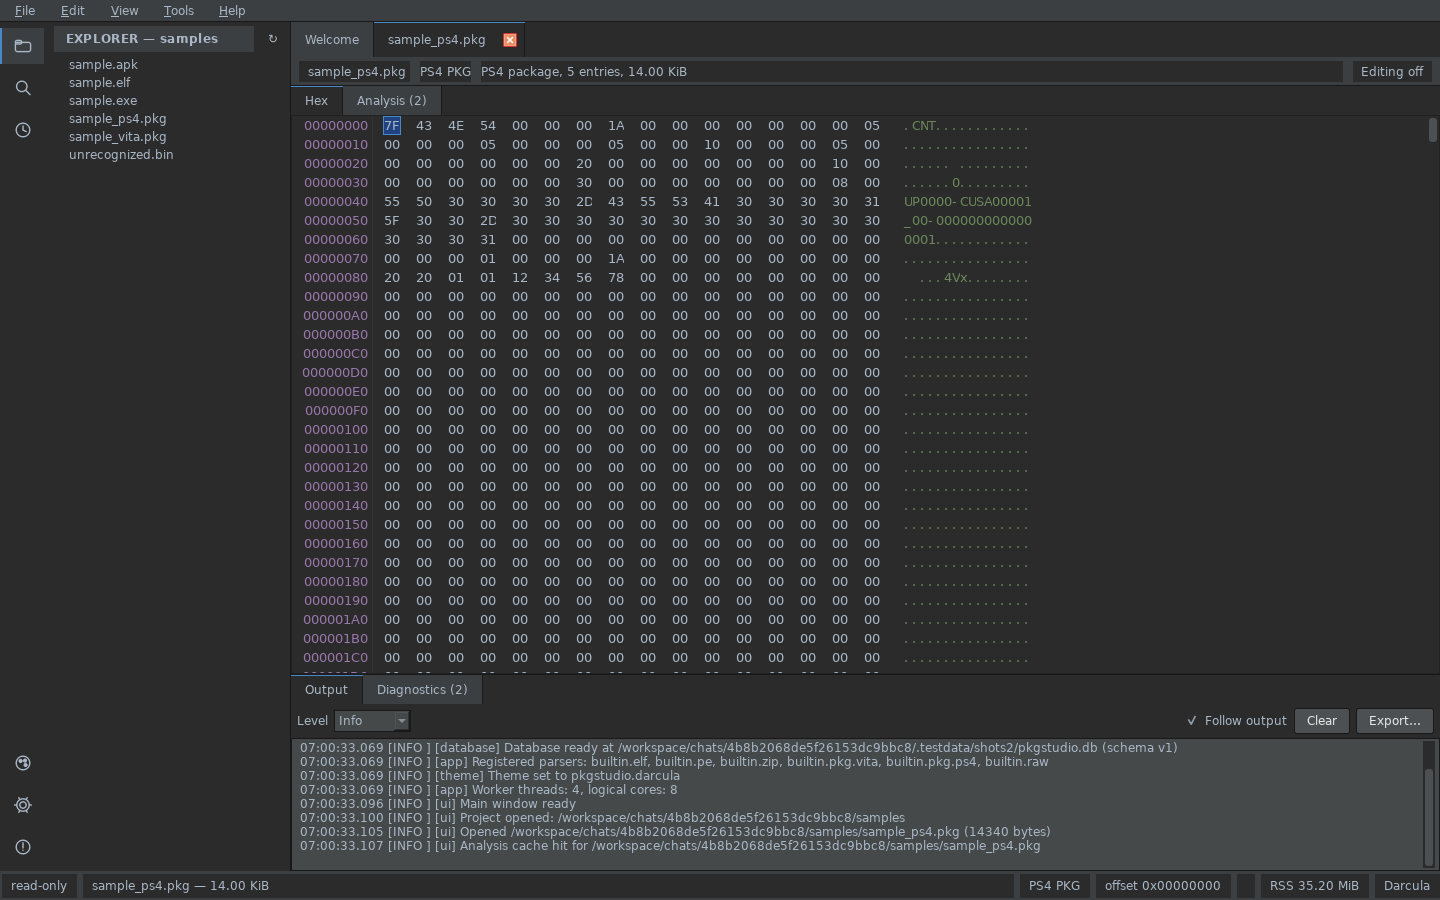 File Edit View Tools Help
EXPLORER — samples
sample.apk
sample.elf
sample.exe
sample_ps4.pkg
sample_vita.pkg
unrecognized.bin
Welcome sample_ps4.pkg
sample_ps4.pkg PS4 PKG PS4 package, 5 entries, 14.00 KiB Editing off
Hex Analysis (2)
00000000 7F 43 4E 54 00 00 00 1A 00 00 00 00 00 00 00 05 .CNT............
00000010 00 00 00 05 00 00 00 05 00 00 10 00 00 00 05 00 ................
00000020 00 00 00 00 00 00 20 00 00 00 00 00 00 00 10 00 ...... .........
00000030 00 00 00 00 00 00 30 00 00 00 00 00 00 00 08 00 ......0.........
00000040 55 50 30 30 30 30 2D 43 55 53 41 30 30 30 30 31 UP0000-CUSA00001
00000050 5F 30 30 2D 30 30 30 30 30 30 30 30 30 30 30 30 _00-000000000000
00000060 30 30 30 31 00 00 00 00 00 00 00 00 00 00 00 00 0001............
00000070 00 00 00 01 00 00 00 1A 00 00 00 00 00 00 00 00 ................
00000080 20 20 01 01 12 34 56 78 00 00 00 00 00 00 00 00 ...4Vx........
00000090 00 00 00 00 00 00 00 00 00 00 00 00 00 00 00 00 ................
000000A0 00 00 00 00 00 00 00 00 00 00 00 00 00 00 00 00 ................
000000B0 00 00 00 00 00 00 00 00 00 00 00 00 00 00 00 00 ................
000000C0 00 00 00 00 00 00 00 00 00 00 00 00 00 00 00 00 ................
000000D0 00 00 00 00 00 00 00 00 00 00 00 00 00 00 00 00 ................
000000E0 00 00 00 00 00 00 00 00 00 00 00 00 00 00 00 00 ................
000000F0 00 00 00 00 00 00 00 00 00 00 00 00 00 00 00 00 ................
00000100 00 00 00 00 00 00 00 00 00 00 00 00 00 00 00 00 ................
00000110 00 00 00 00 00 00 00 00 00 00 00 00 00 00 00 00 ................
00000120 00 00 00 00 00 00 00 00 00 00 00 00 00 00 00 00 ................
00000130 00 00 00 00 00 00 00 00 00 00 00 00 00 00 00 00 ................
00000140 00 00 00 00 00 00 00 00 00 00 00 00 00 00 00 00 ................
00000150 00 00 00 00 00 00 00 00 00 00 00 00 00 00 00 00 ................
00000160 00 00 00 00 00 00 00 00 00 00 00 00 00 00 00 00 ................
00000170 00 00 00 00 00 00 00 00 00 00 00 00 00 00 00 00 ................
00000180 00 00 00 00 00 00 00 00 00 00 00 00 00 00 00 00 ................
00000190 00 00 00 00 00 00 00 00 00 00 00 00 00 00 00 00 ................
000001A0 00 00 00 00 00 00 00 00 00 00 00 00 00 00 00 00 ................
000001B0 00 00 00 00 00 00 00 00 00 00 00 00 00 00 00 00 ................
000001C0 00 00 00 00 00 00 00 00 00 00 00 00 00 00 00 00 ................
Output Diagnostics (2)
Level Info Follow output Clear Export...
07:00:33.069 [INFO ] [database] Database ready at /workspace/chats/4b8b2068de5f26153dc9bbc8/.testdata/shots2/pkgstudio.db (schema v1)
07:00:33.069 [INFO ] [app] Registered parsers: builtin.elf, builtin.pe, builtin.zip, builtin.pkg.vita, builtin.pkg.ps4, builtin.raw
07:00:33.069 [INFO ] [theme] Theme set to pkgstudio.darcula
07:00:33.069 [INFO ] [app] Worker threads: 4, logical cores: 8
07:00:33.096 [INFO ] [ui] Main window ready
07:00:33.100 [INFO ] [ui] Project opened: /workspace/chats/4b8b2068de5f26153dc9bbc8/samples
07:00:33.105 [INFO ] [ui] Opened /workspace/chats/4b8b2068de5f26153dc9bbc8/samples/sample_ps4.pkg (14340 bytes)
07:00:33.107 [INFO ] [ui] Analysis cache hit for /workspace/chats/4b8b2068de5f26153dc9bbc8/samples/sample_ps4.pkg
read-only sample_ps4.pkg — 14.00 KiB PS4 PKG offset 0x00000000 RSS 35.20 MiB Darcula